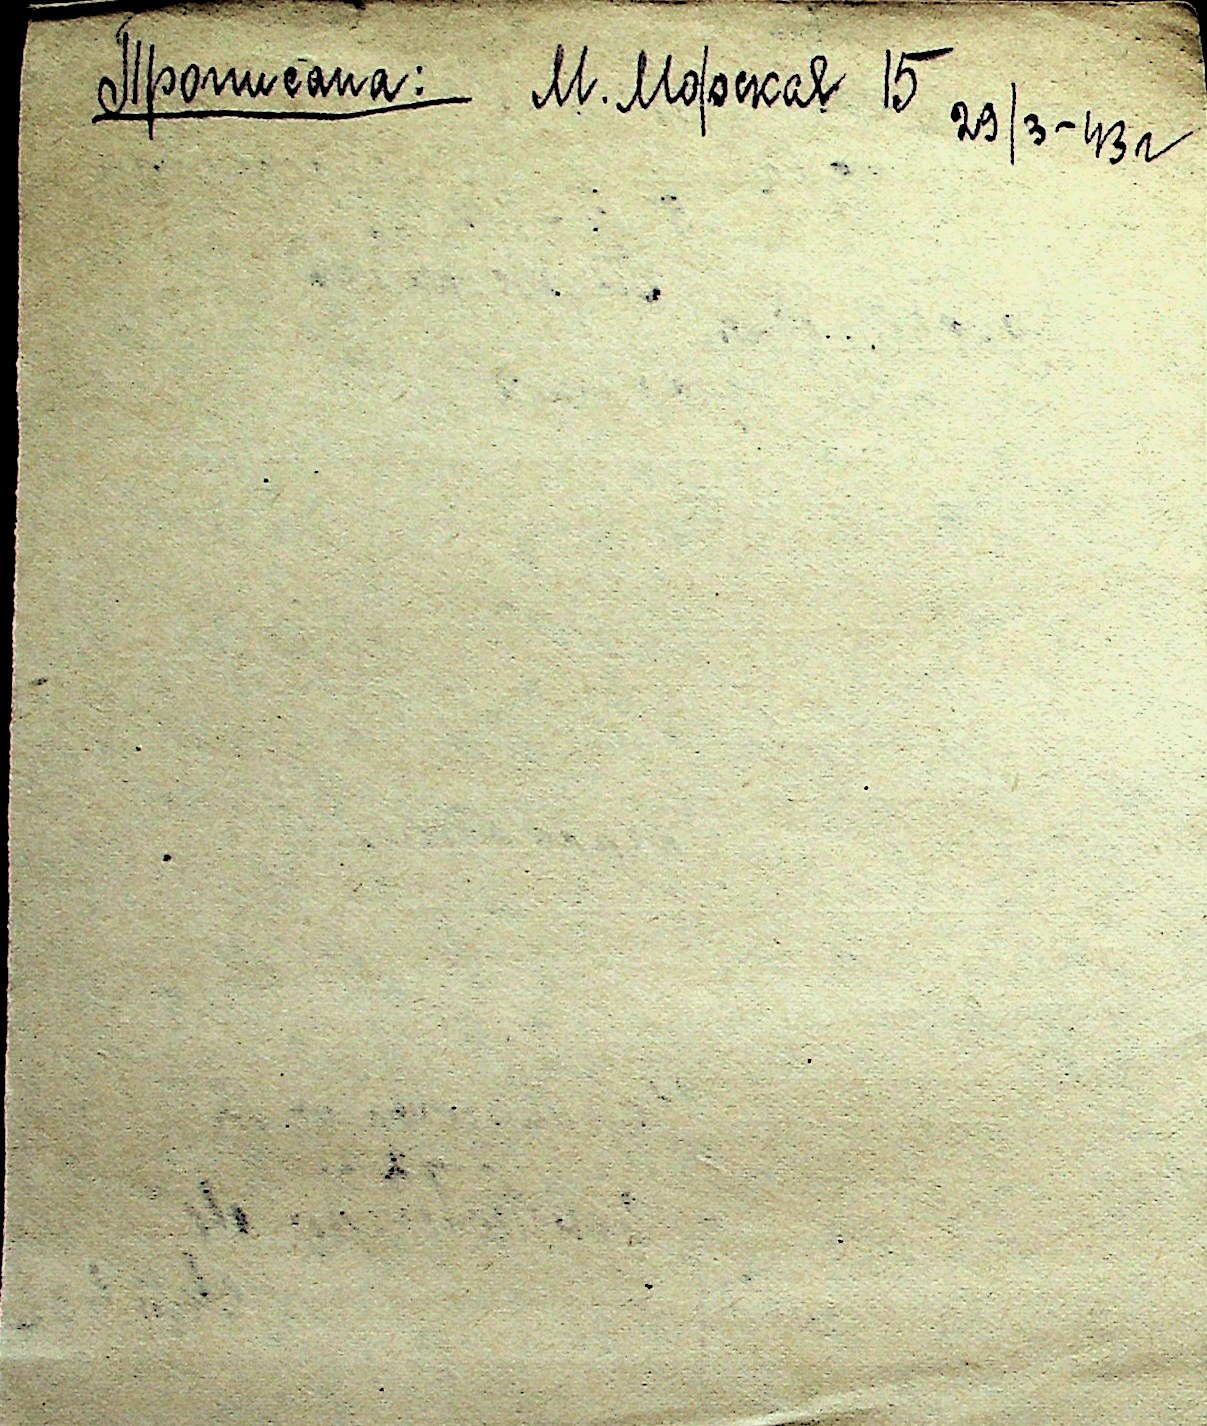 Прописана: М. Морская 15
29/3-43г